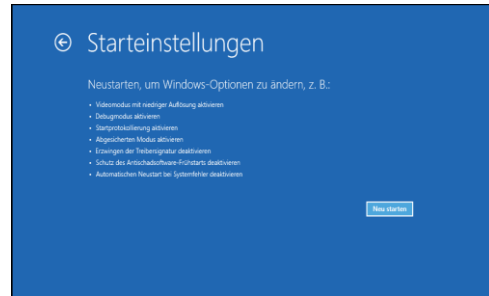 Starteinstellungen
Neustarten, um Windows-Optionen zu ändern, z. B.:
• Videomodus mit niedriger Auflösung aktivieren
• Debugmodus aktivieren
• Startprotokollierung aktivieren
• Abgesicherten Modus aktivieren
• Erzwingen der Treibersignatur deaktivieren
• Schutz des Antischadsoftware-Frühstarts deaktivieren
• Automatischen Neustart bei Systemfehler deaktivieren
Neu starten